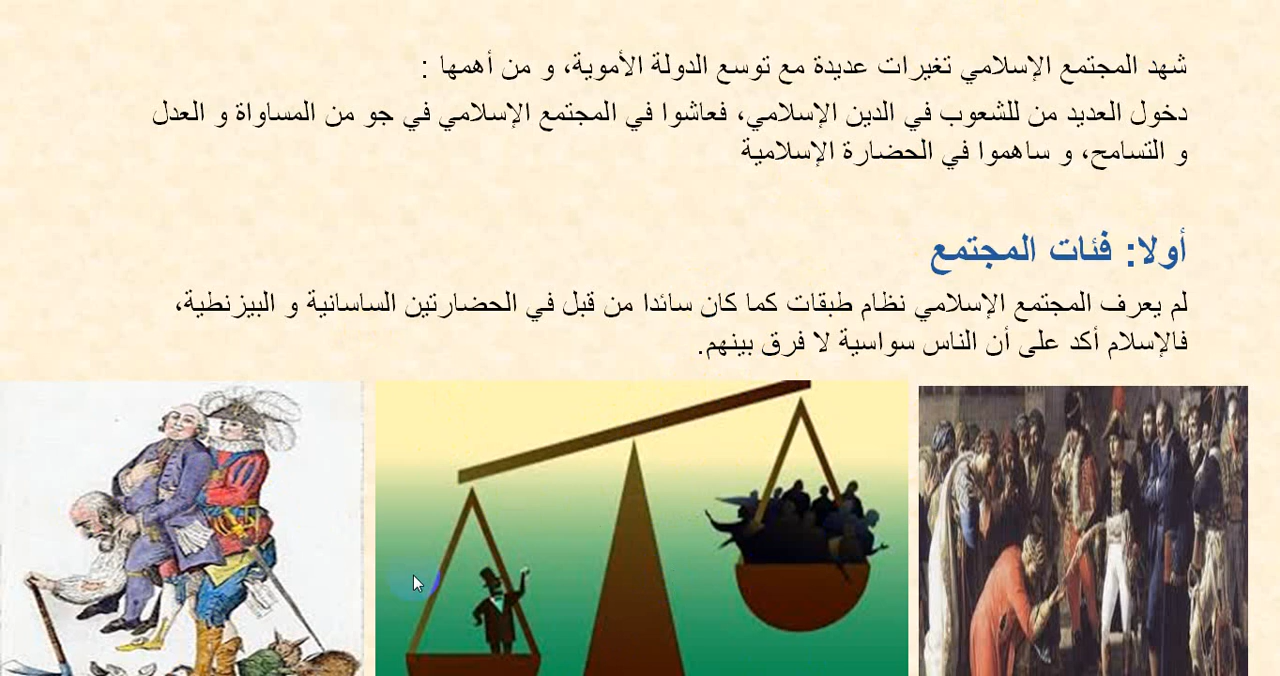 شهد المجتمع الإسلامي تغيرات عديدة مع توسع الدولة الأموية، و من أهمها :
دخول العديد من للشعوب في الدين الإسلامي، فعاشوا في المجتمع الإسلامي في جو من المساواة و العدل
و التسامح، و ساهموا في الحضارة الإسلامية
أولا: فئات المجتمع
لم يعرف المجتمع الإسلامي نظام طبقات كما كان سائدا من قبل في الحضارتين الساسانية و البيزنطية،
فالإسلام أكد على أن الناس سواسية لا فرق بينهم.